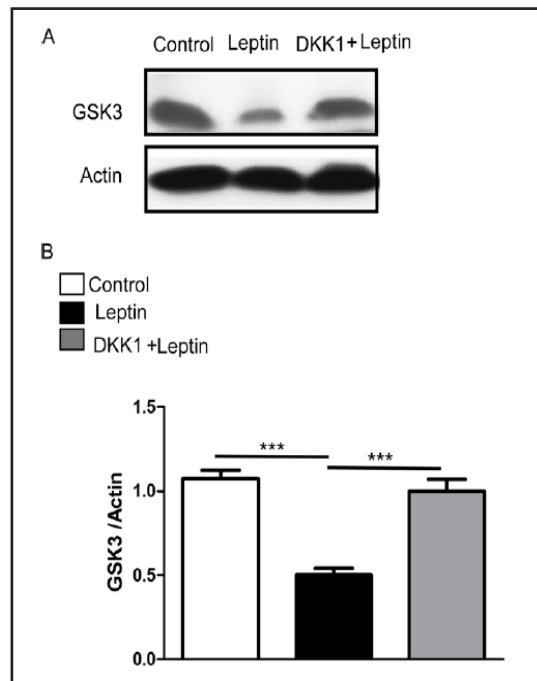 A
Control Leptin DKK1+Leptin
GSK3
Actin
B
Control
Leptin
DKK1 +Leptin
1.5
*** ***
1.0
GSK3 /Actin
0.5
0.0